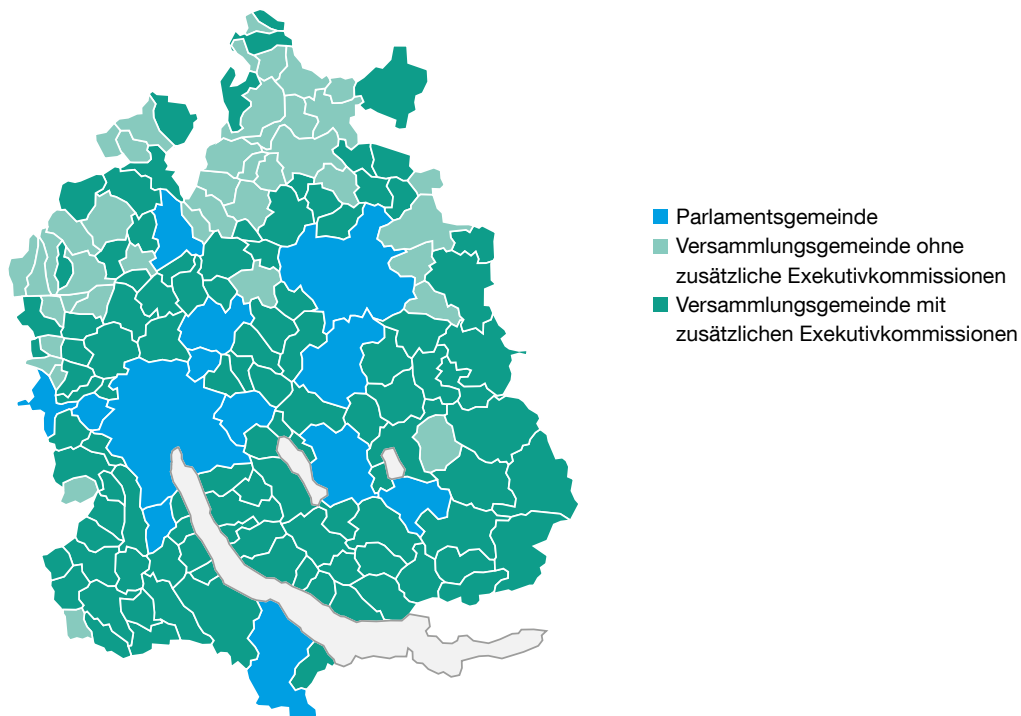 Parlamentsgemeinde
Versammlungsgemeinde ohne
zusätzliche Exekutivkommissionen
Versammlungsgemeinde mit
zusätzlichen Exekutivkommissionen